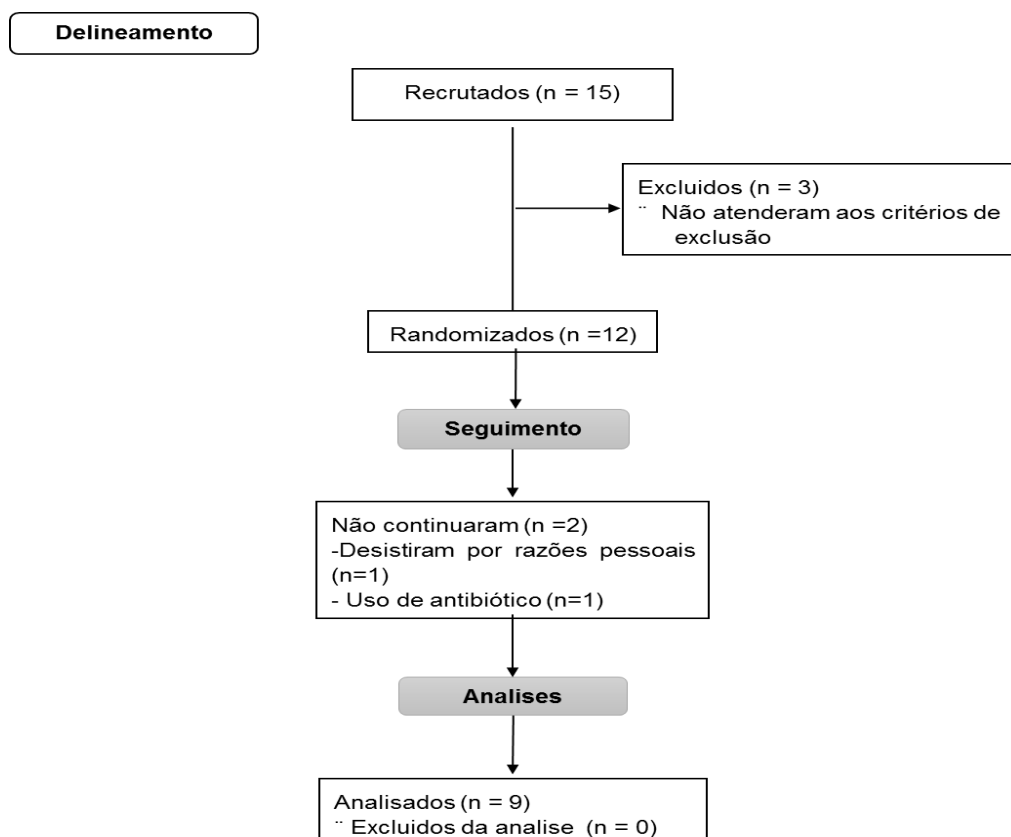 Delineamento
Recrutados (n = 15)
Excluidos (n = 3)
¨ Não atenderam aos critérios de
exclusão
Randomizados (n =12)
Seguimento
Não continuaram (n =2)
-Desistiram por razões pessoais
(n=1)
- Uso de antibiótico (n=1)
Analises
Analisados (n = 9)
¨ Excluidos da analise (n = 0)